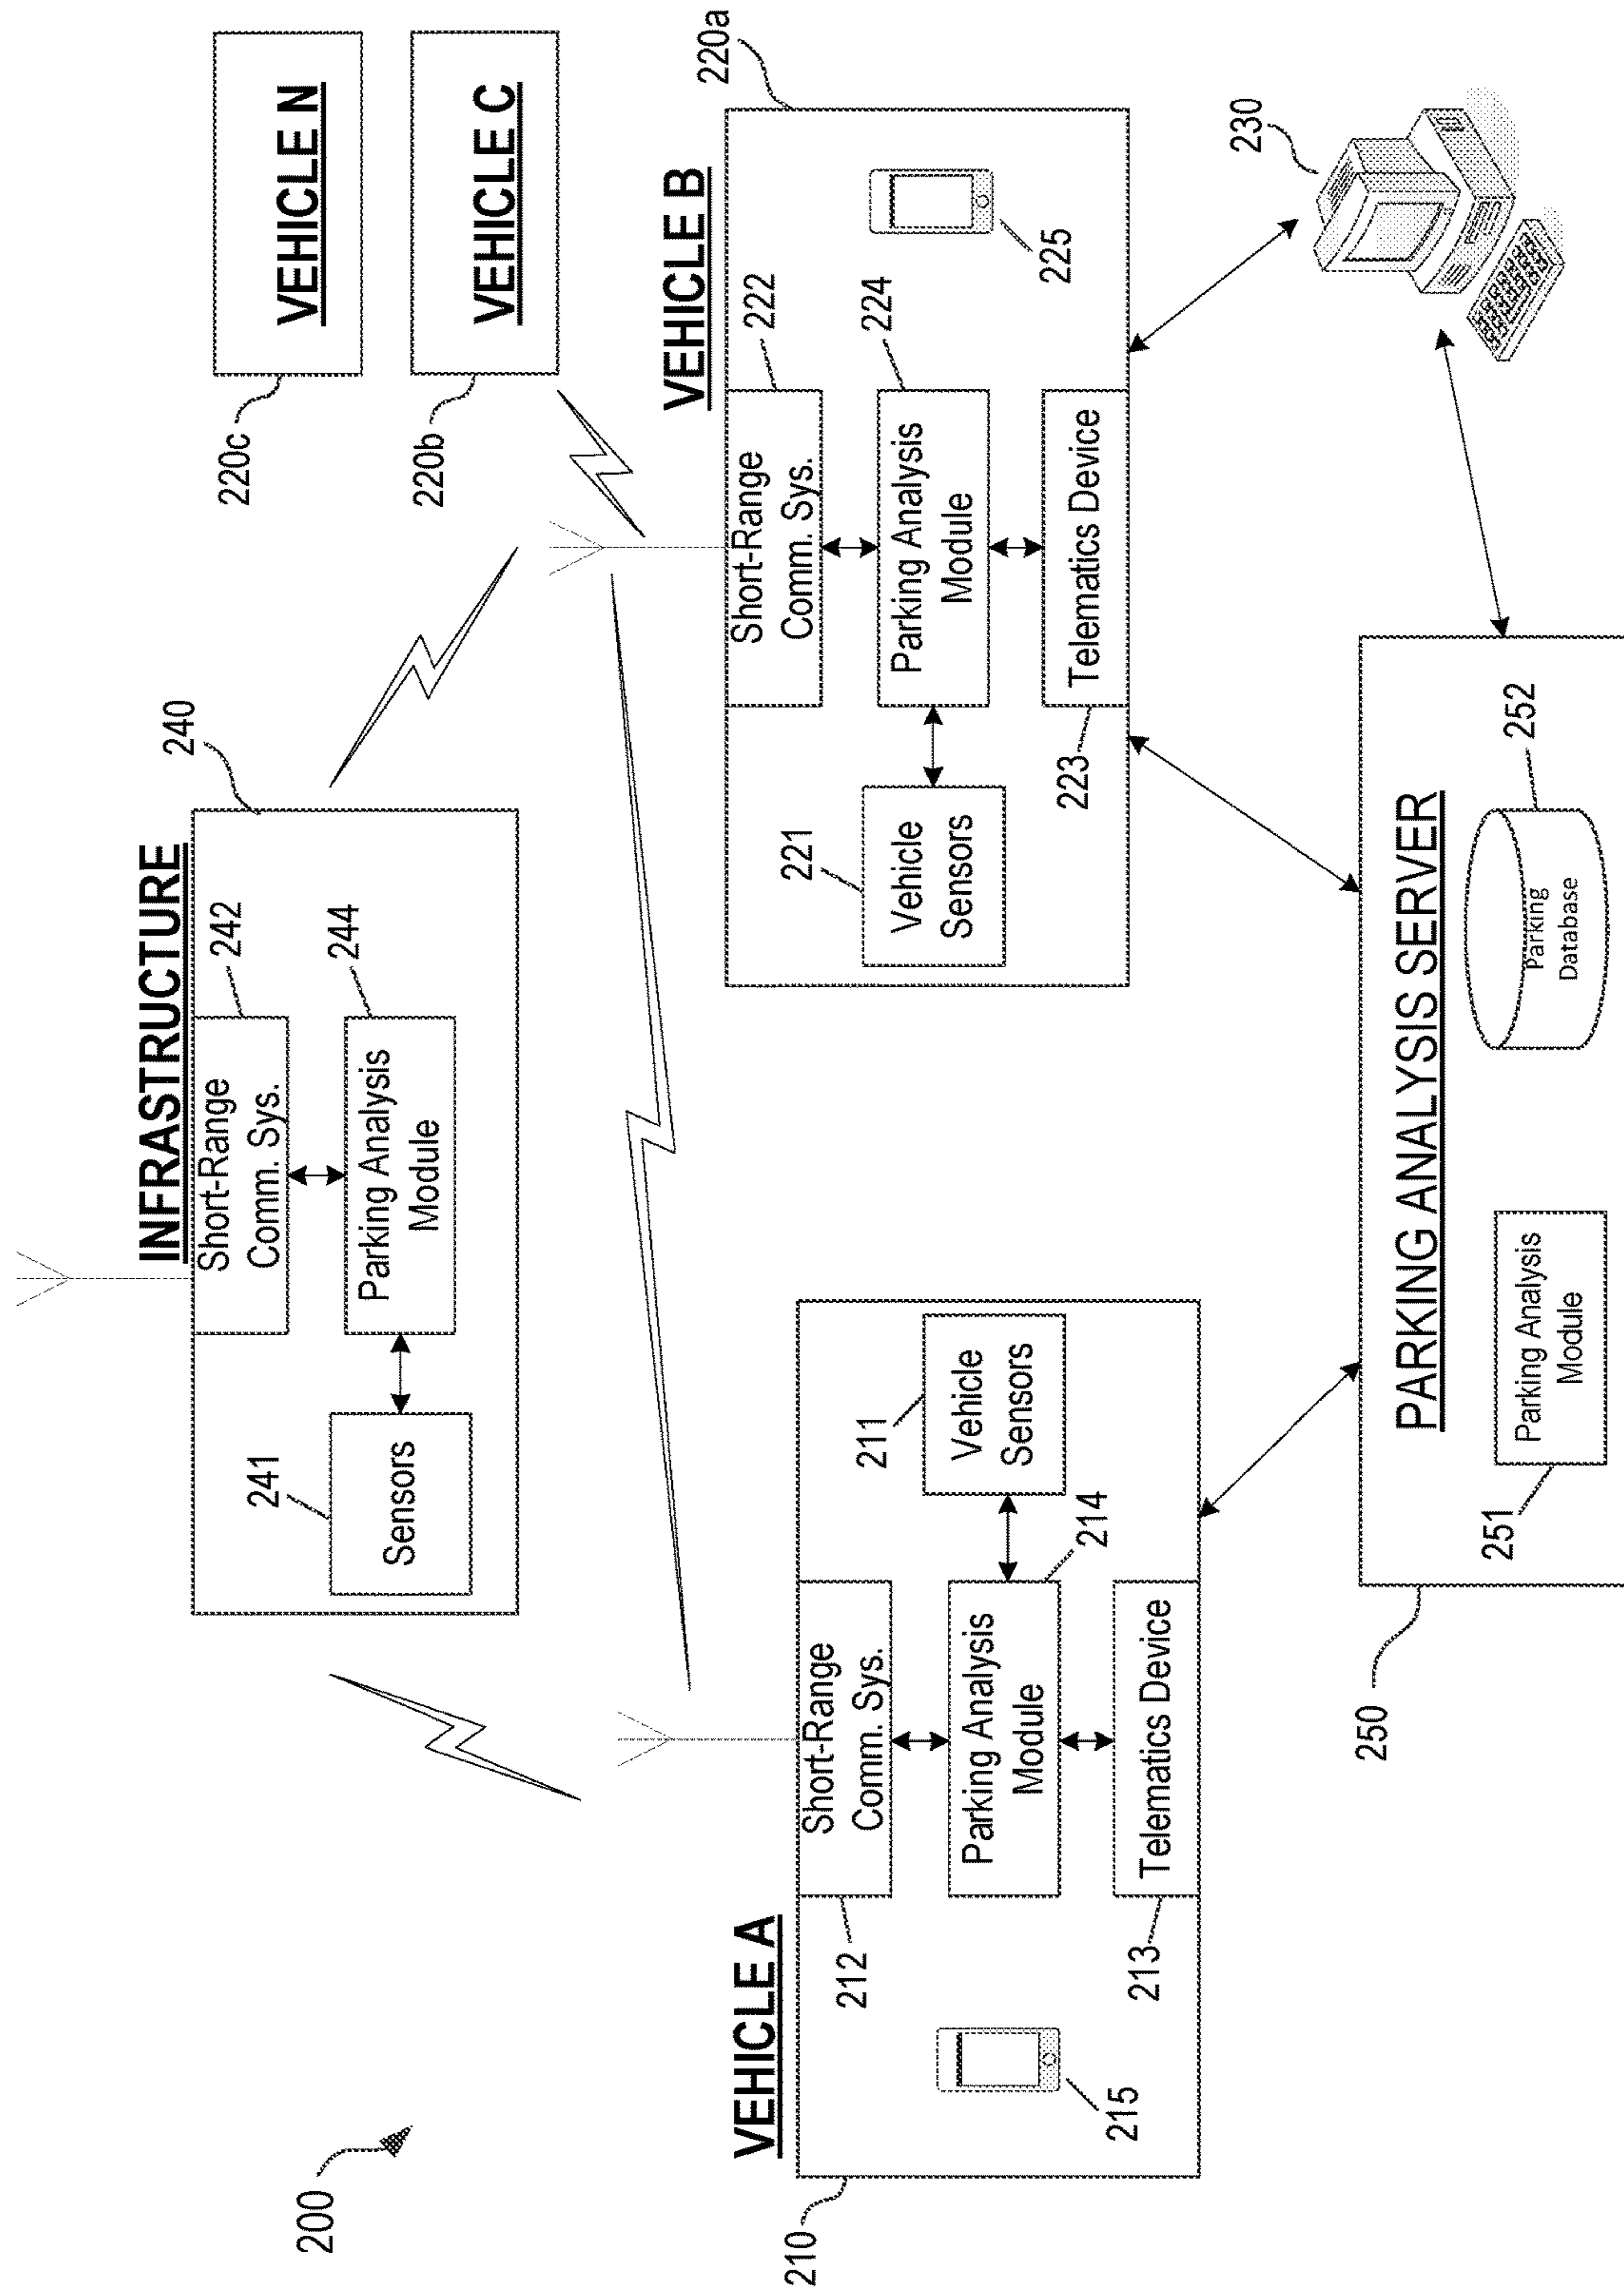 200
INFRASTRUCTURE
240
Short-Range
Comm. Sys.
242
Parking Analysis
Module
244
241
Sensors
220c
VEHICLE N
220b
VEHICLE C
VEHICLE A
210
212
Short-Range
Comm. Sys.
Parking Analysis
Module
214
211
Vehicle
Sensors
215
213
Telematics Device
VEHICLE B
220a
Short-Range
Comm. Sys.
222
Parking Analysis
Module
224
221
Vehicle
Sensors
225
223
Telematics Device
230
250
PARKING ANALYSIS SERVER
251
Parking Analysis
Module
252
Parking
Database